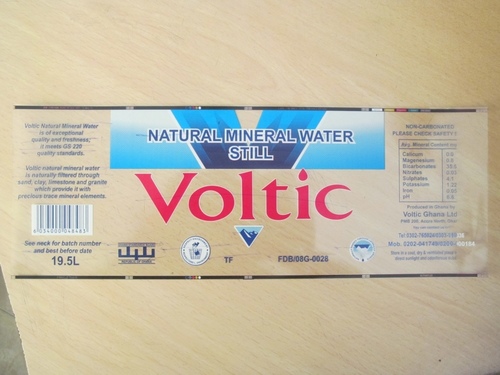 Voltic Natural Mineral Water
is of exceptional
quality and freshness;
it meets GS 220
quality standards.
Voltic natural mineral water
is naturally filtered through
sand, clay, limestone and granite
which provide it with
precious trace mineral elements.
6034000048483
See neck for batch number
and best before date
19.5L
NATURAL MINERAL WATER
STILL
Voltic
TF
FDB/08G-0028
NON-CARBONATED
PLEASE CHECK SAFETY
Avg. Mineral Content
Calcium
Magnesium
Bicarbonates
Nitrates
Sulphates
Potassium
Iron
pH
Produced in Ghana by
Voltic Ghana Ltd